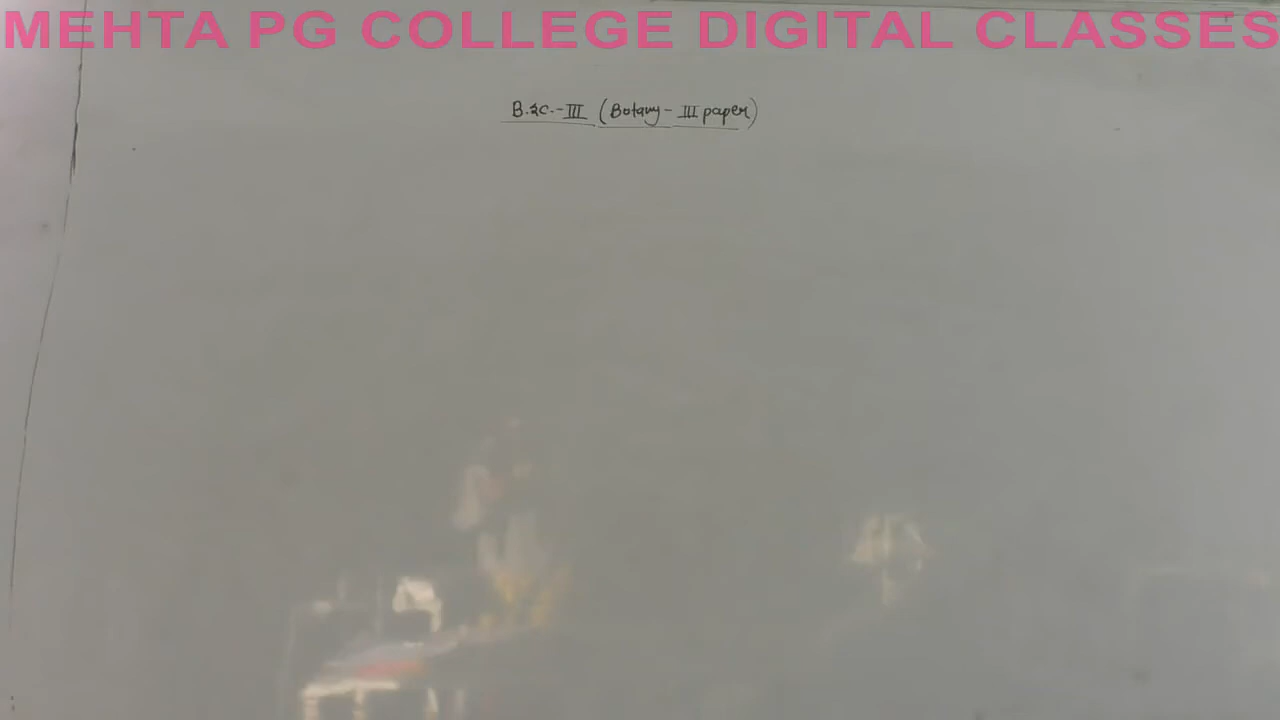 MEHTA PG COLLEGE DIGITAL CLASSES
B.Sc.-III (Botany - III paper)